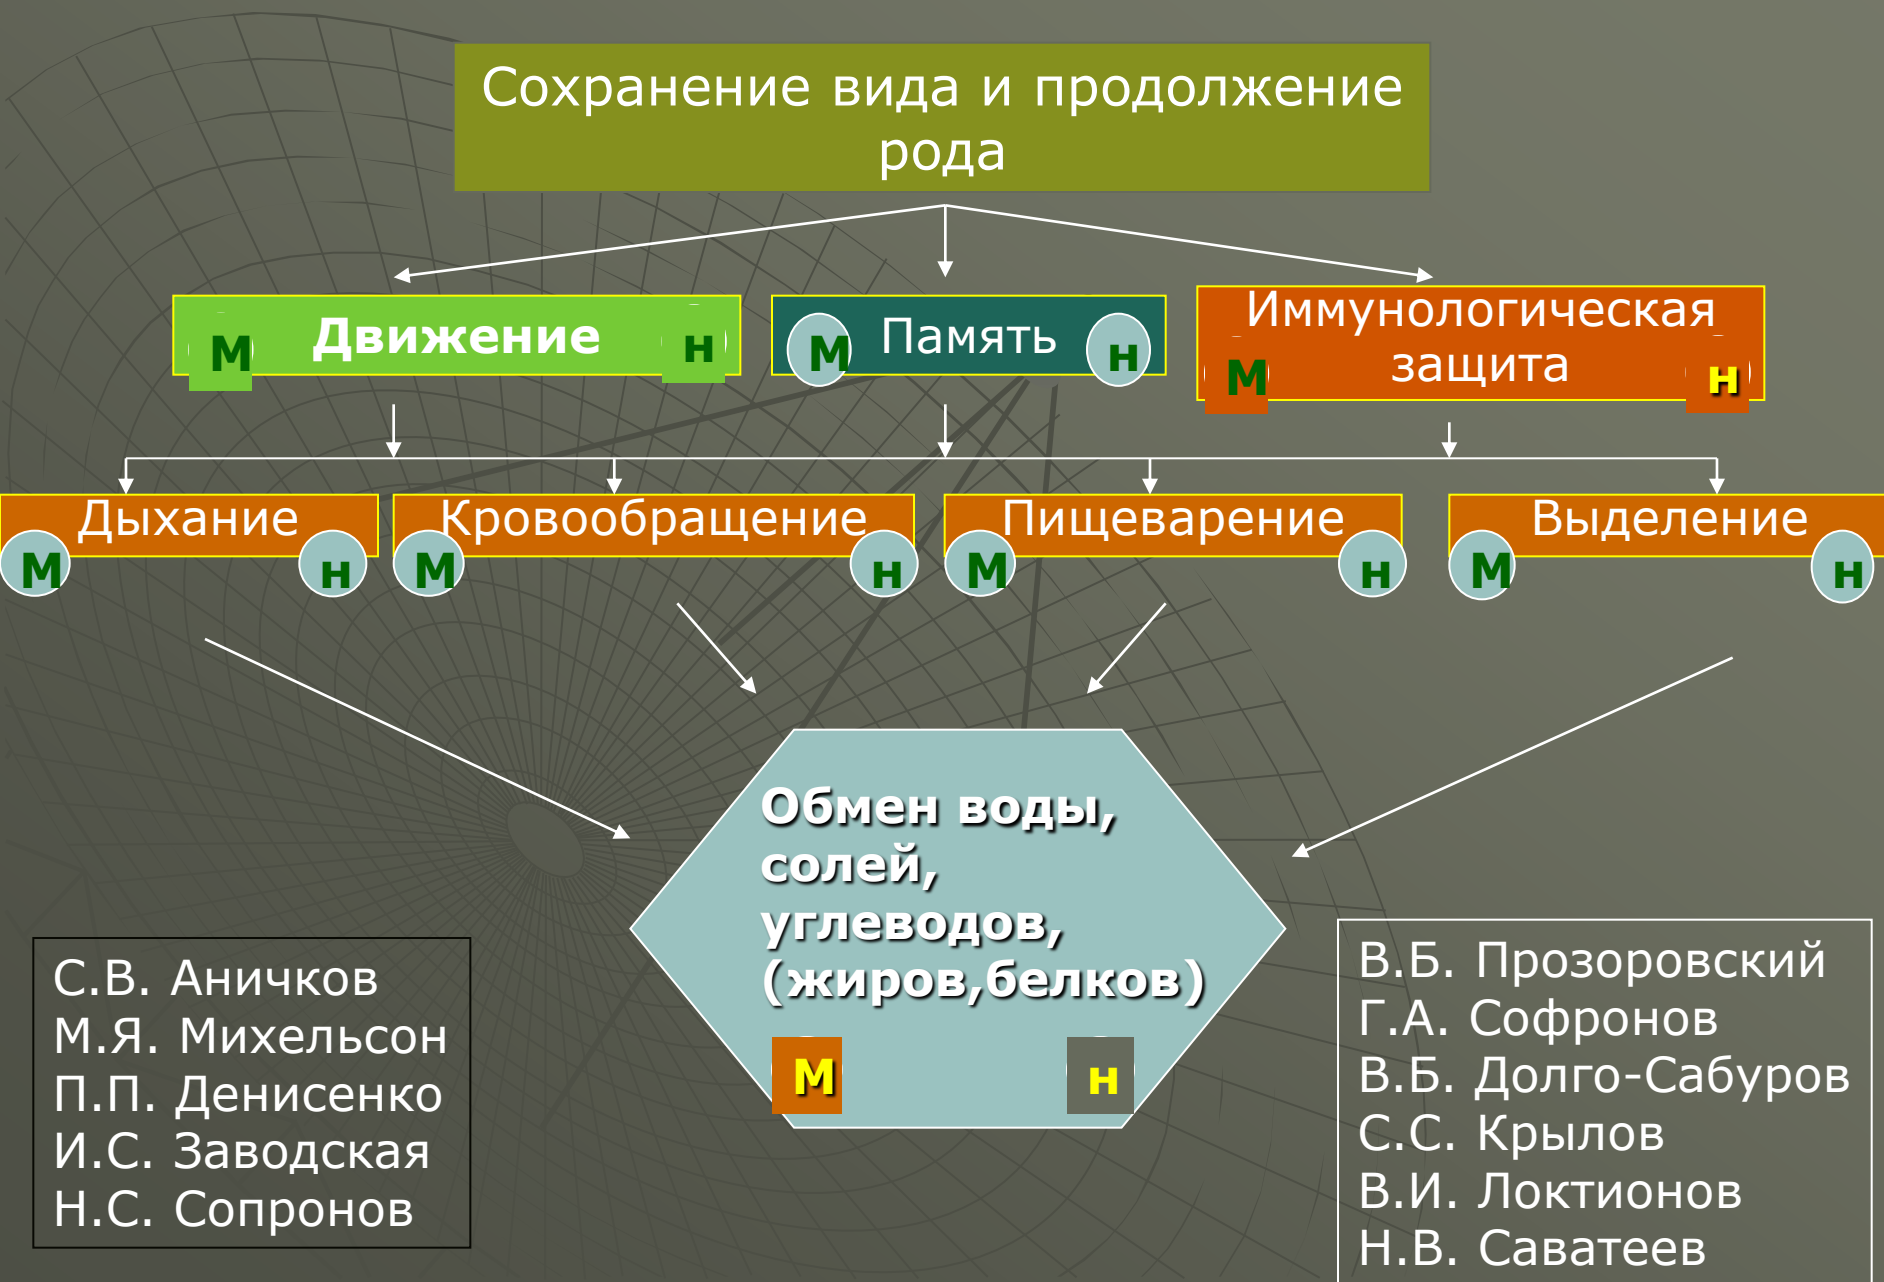 Сохранение вида и продолжение
рода
М Движение н
М Память н
Иммунологическая
защита
М н
Дыхание
М н
Кровообращение
М н
Пищеварение
М н
Выделение
М н
Обмен воды,
солей,
углеводов,
(жиров,белков)
М н
С.В. Аничков
М.Я. Михельсон
П.П. Денисенко
И.С. Заводская
Н.С. Сопронов
В.Б. Прозоровский
Г.А. Софронов
В.Б. Долго-Сабуров
С.С. Крылов
В.И. Локтионов
Н.В. Саватеев